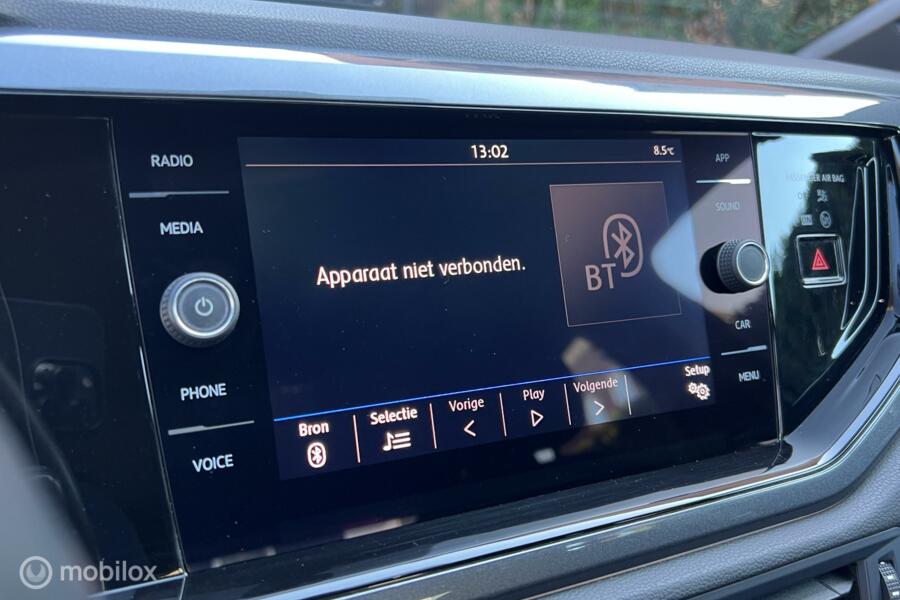 RADIO
MEDIA
PHONE
VOICE
13:02
8.5℃
Apparaat niet verbonden.
BT
Bron
Selectie
Vorige
Play
Volgende
Setup
APP
SOUND
CAR
MENU
AIR BAG
mobilox